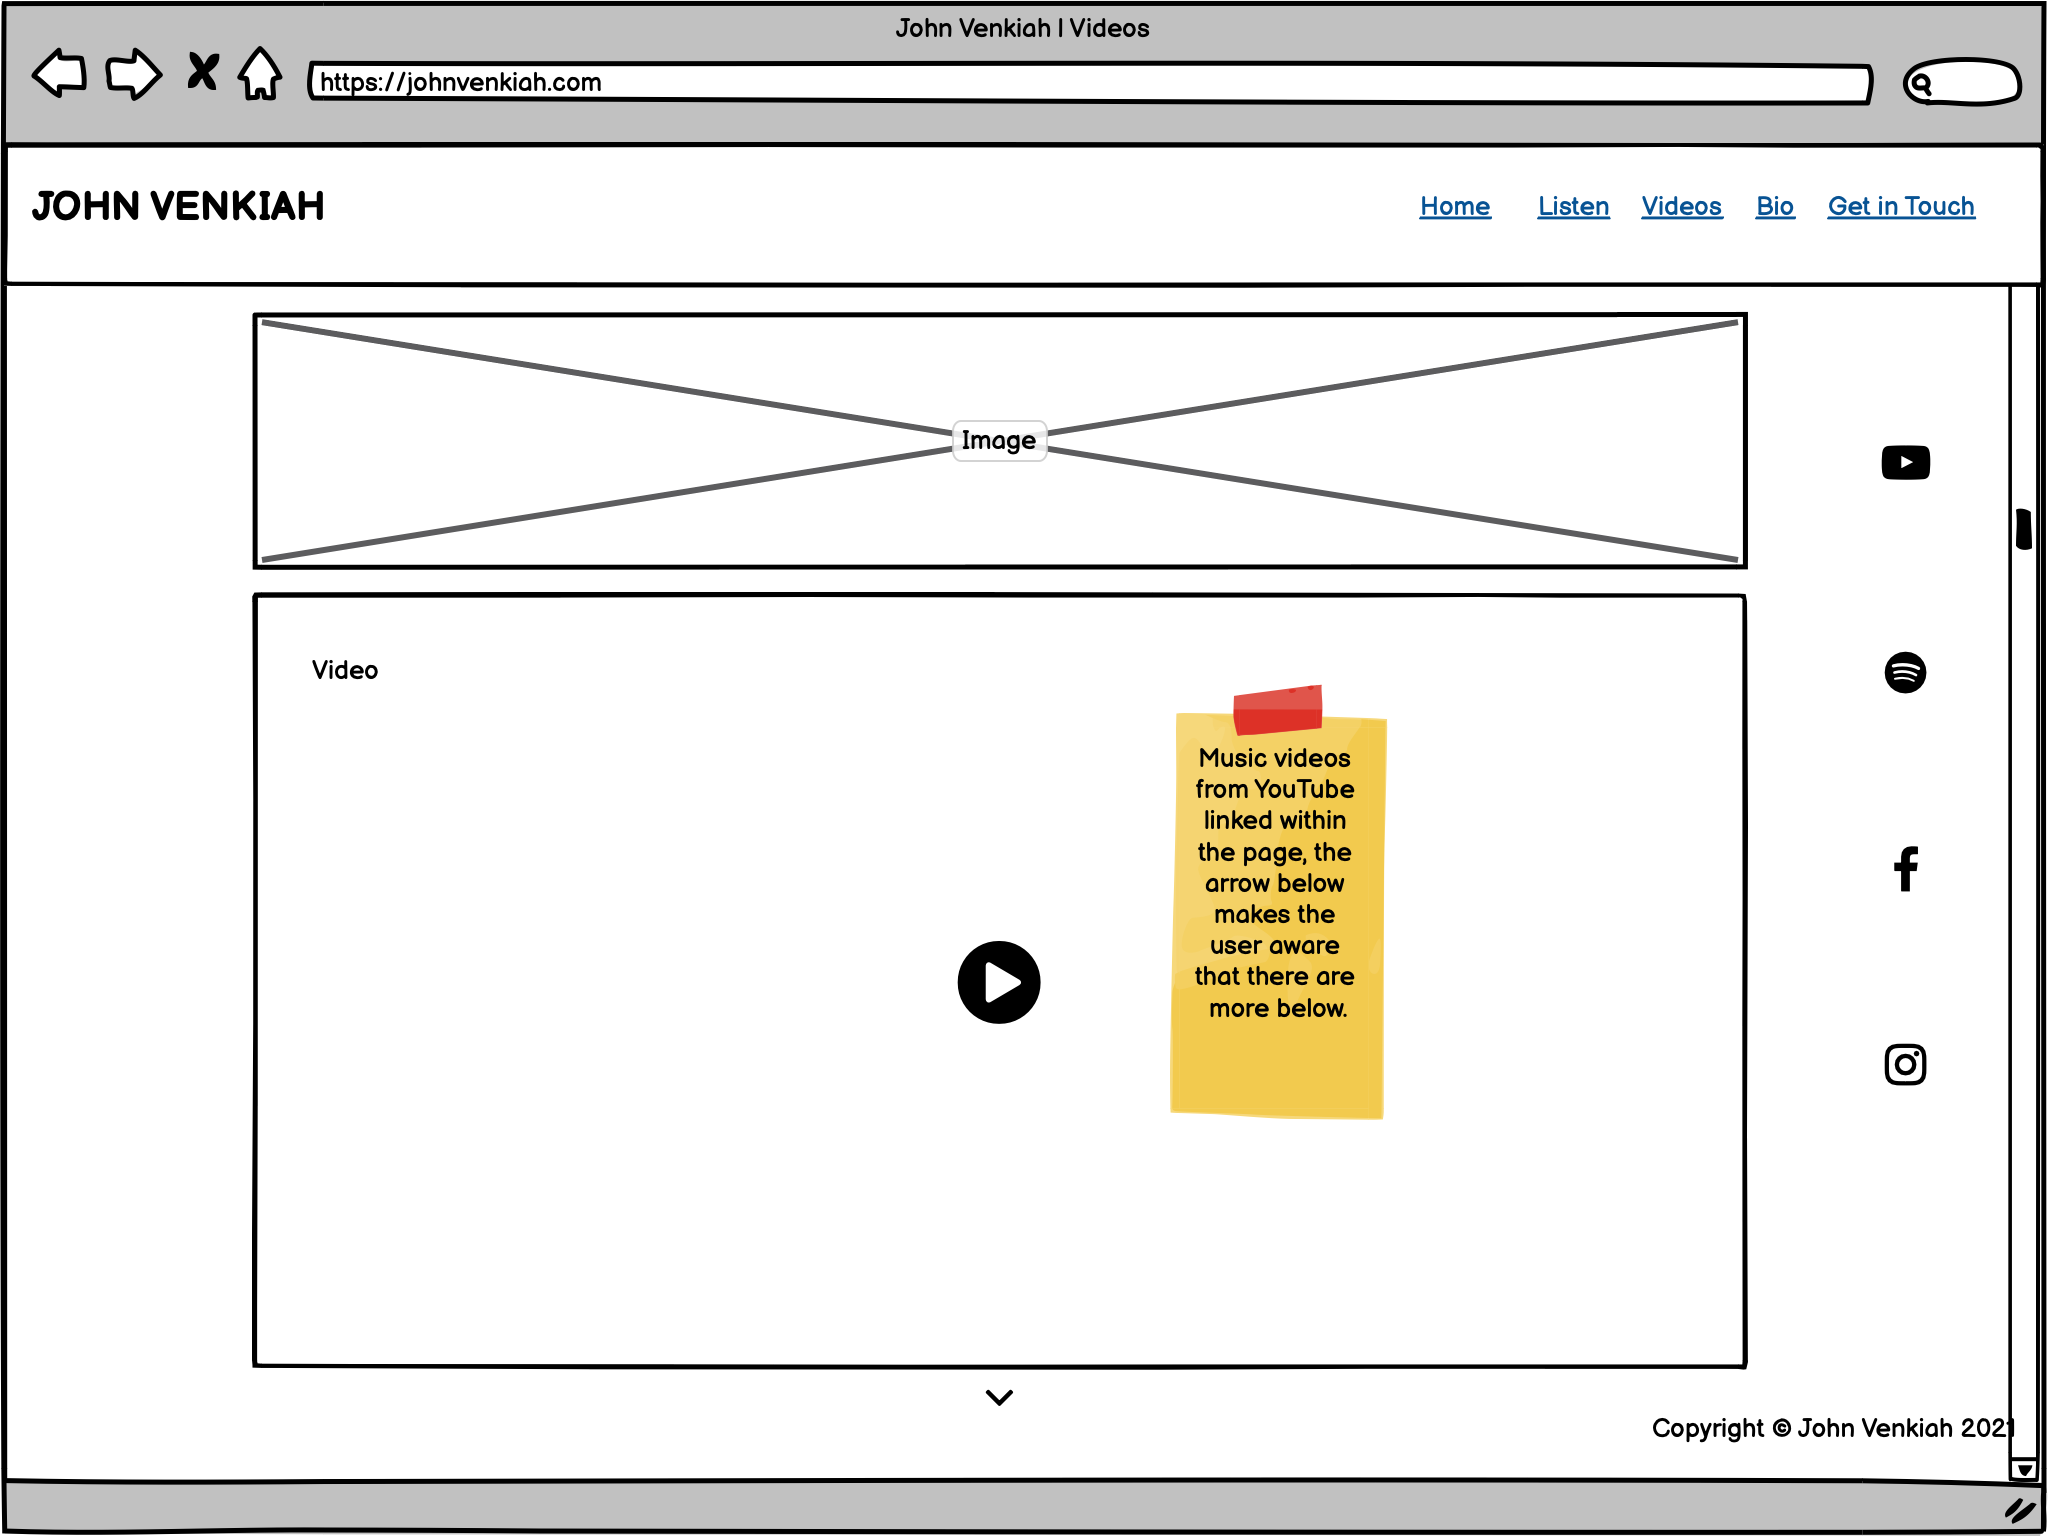 John Venkiah | Videos
https://johnvenkiah.com
JOHN VENKIAH
Home Listen Videos Bio Get in Touch
Image
Video
Music videos
from YouTube
linked within
the page, the
arrow below
makes the
user aware
that there are
more below.
Copyright © John Venkiah 2021